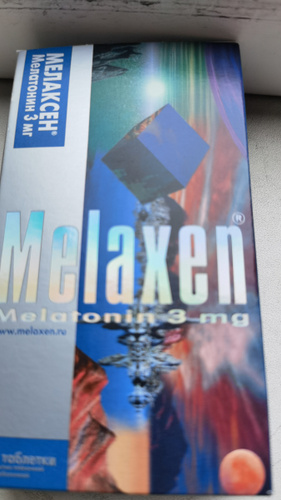 МЕЛАКСЕН®
Мелатонин 3 мг
Melaxen®
Melatonin 3 mg
www.melaxen.ru
таблетки